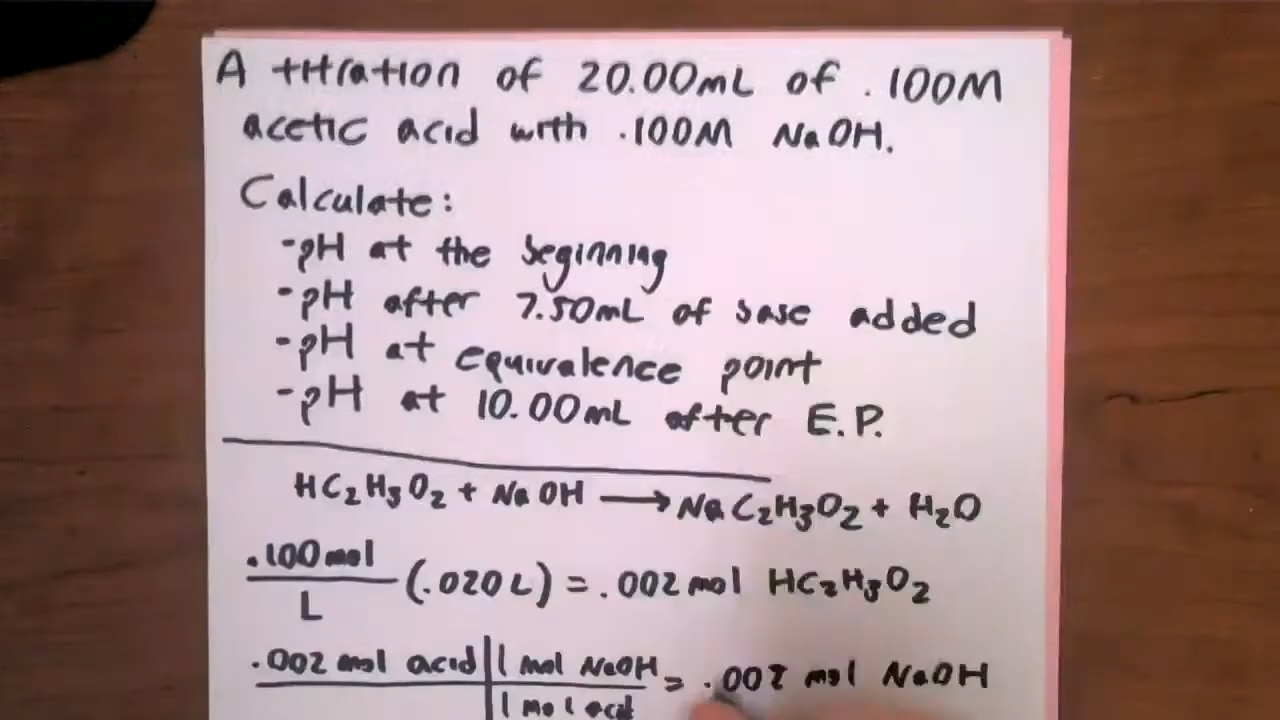 A titration of 20.00mL of .100M
acetic acid with .100M NaOH.
Calculate:
-pH at the beginning
-pH after 7.50mL of base added
-pH at equivalence point
-pH at 10.00mL after E.P.
HC₂H₃O₂ + NaOH ⟶ NaC₂H₃O₂ + H₂O
.100 mol
(.020L) = .002 mol HC₂H₃O₂
L
.002 mol acid | 1 mol NaOH = .002 mol NaOH
1 mol acid